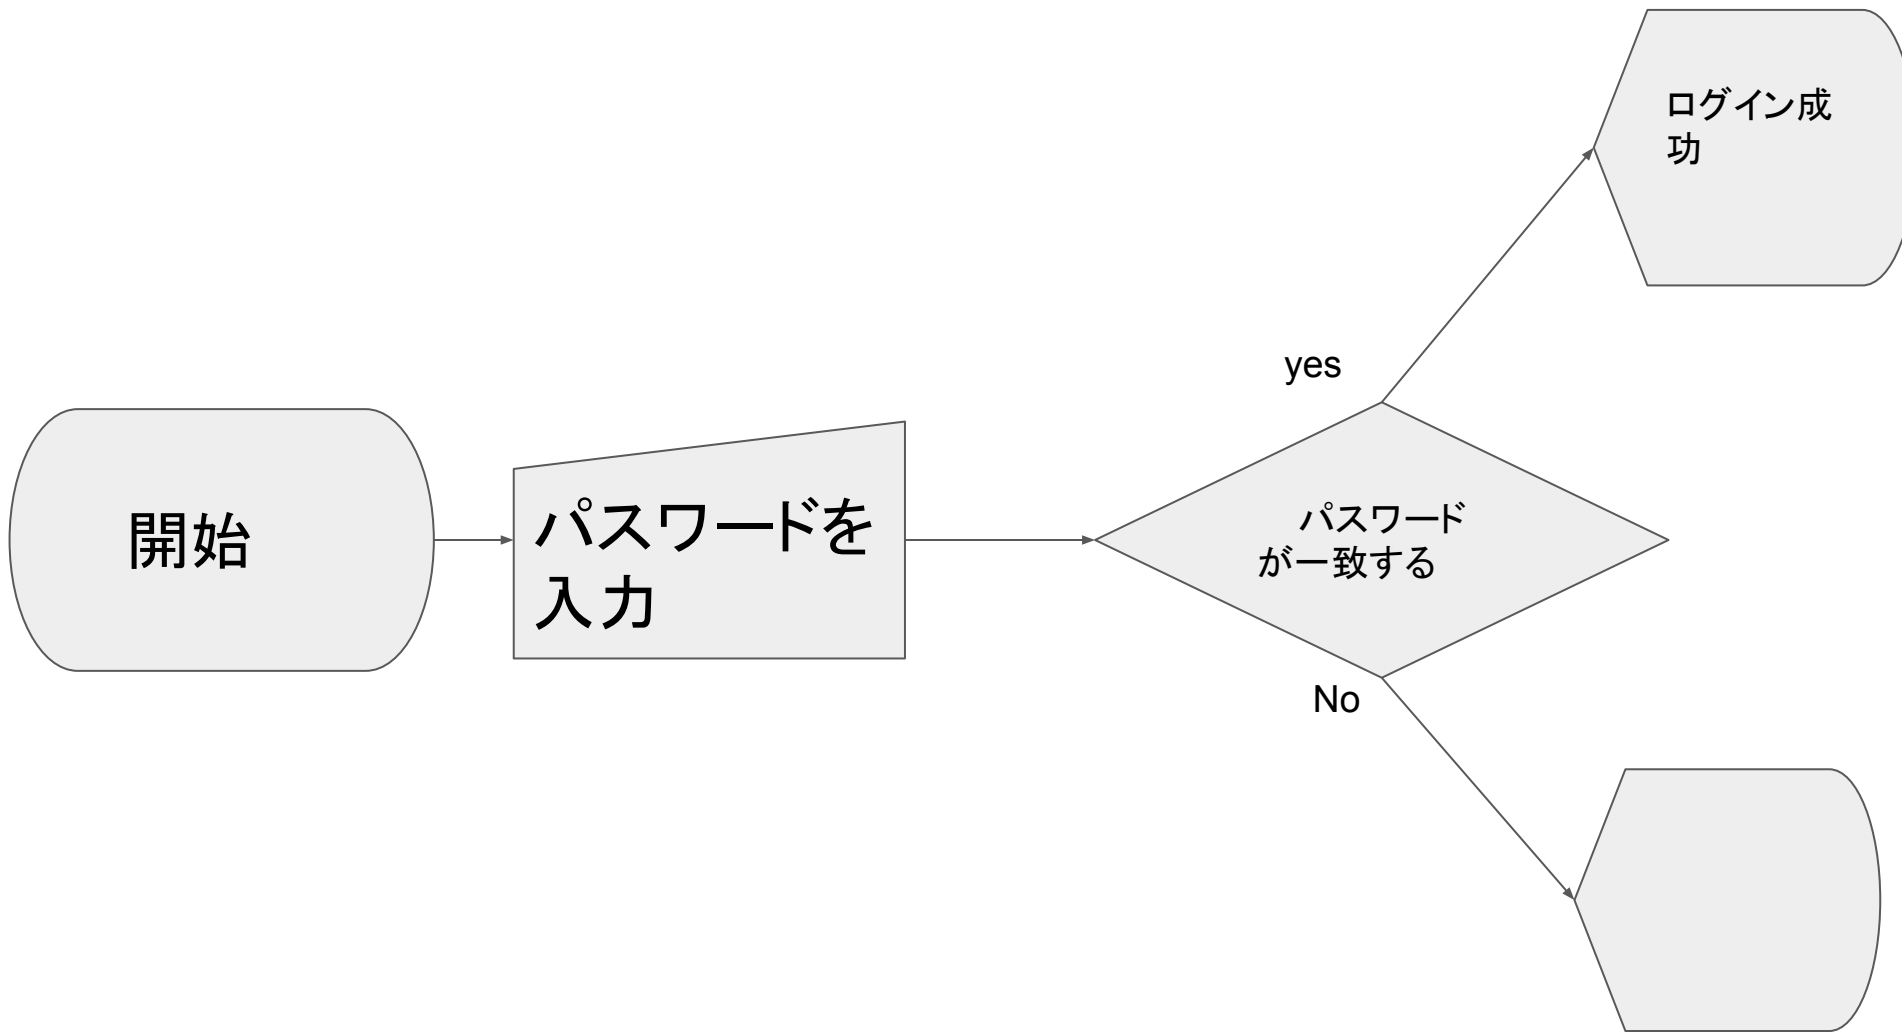 ログイン成
功
yes
開始
パスワードを
入力
パスワード
が一致する
No